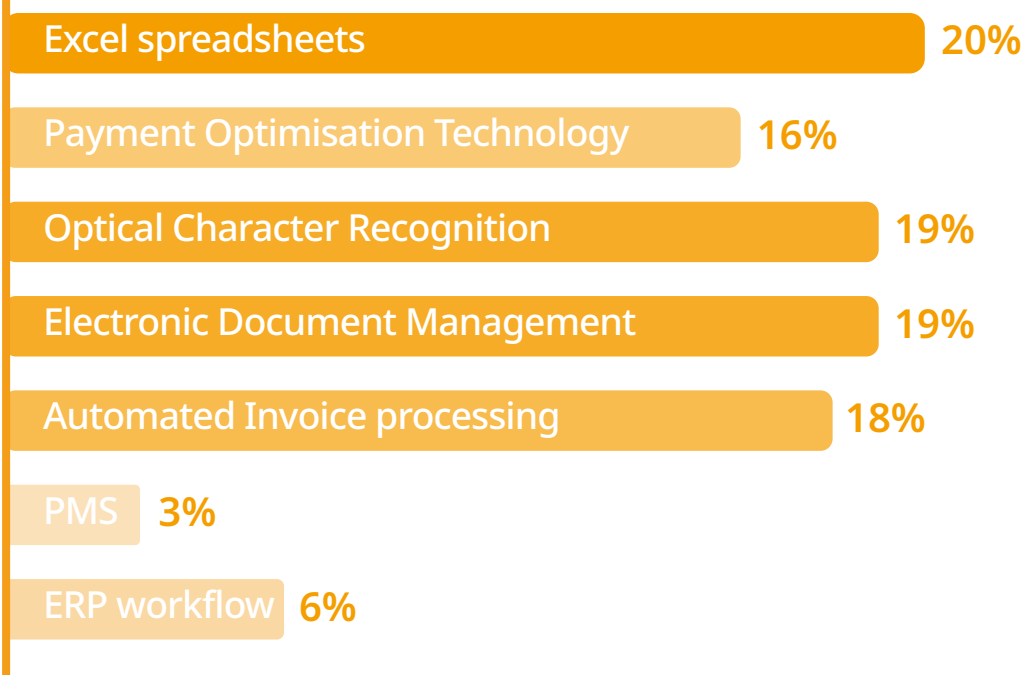 Excel spreadsheets 20%
Payment Optimisation Technology 16%
Optical Character Recognition 19%
Electronic Document Management 19%
Automated Invoice processing 18%
PMS 3%
ERP workflow 6%